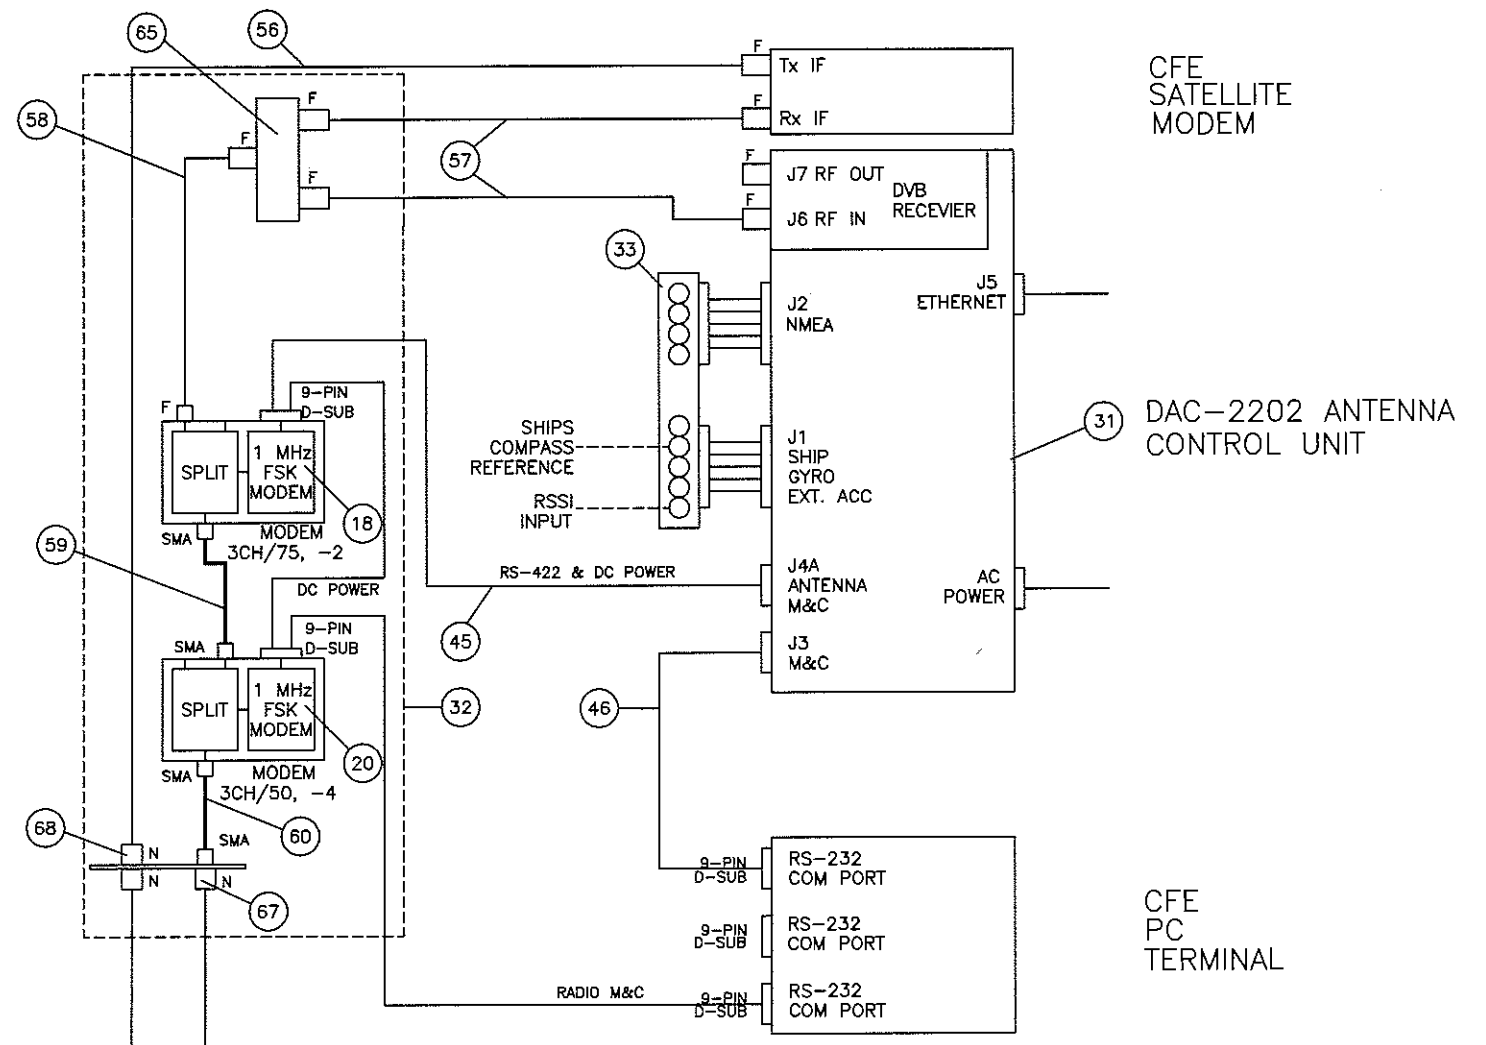 65
56
F
Tx IF
CFE
SATELLITE
MODEM
58
F
F
Rx IF
F
57
F
F
J7 RF OUT
DVB
RECEVIER
F
J6 RF IN
33
J5
ETHERNET
J2
NMEA
9-PIN
D-SUB
F
31
DAC-2202 ANTENNA
CONTROL UNIT
SHIPS
COMPASS
REFERENCE
J1
SHIP
GYRO
EXT. ACC
SPLIT
1 MHz
FSK
MODEM
RSSI
INPUT
18
SMA
MODEM
3CH/75, -2
59
DC POWER
RS-422 & DC POWER
J4A
ANTENNA
M&C
AC
POWER
9-PIN
D-SUB
45
SMA
J3
M&C
SPLIT
1 MHz
FSK
MODEM
32
46
20
SMA
MODEM
3CH/50, -4
68
60
N
SMA
N
N
67
9-PIN
D-SUB
RS-232
COM PORT
CFE
PC
TERMINAL
9-PIN
D-SUB
RS-232
COM PORT
RADIO M&C
9-PIN
D-SUB
RS-232
COM PORT